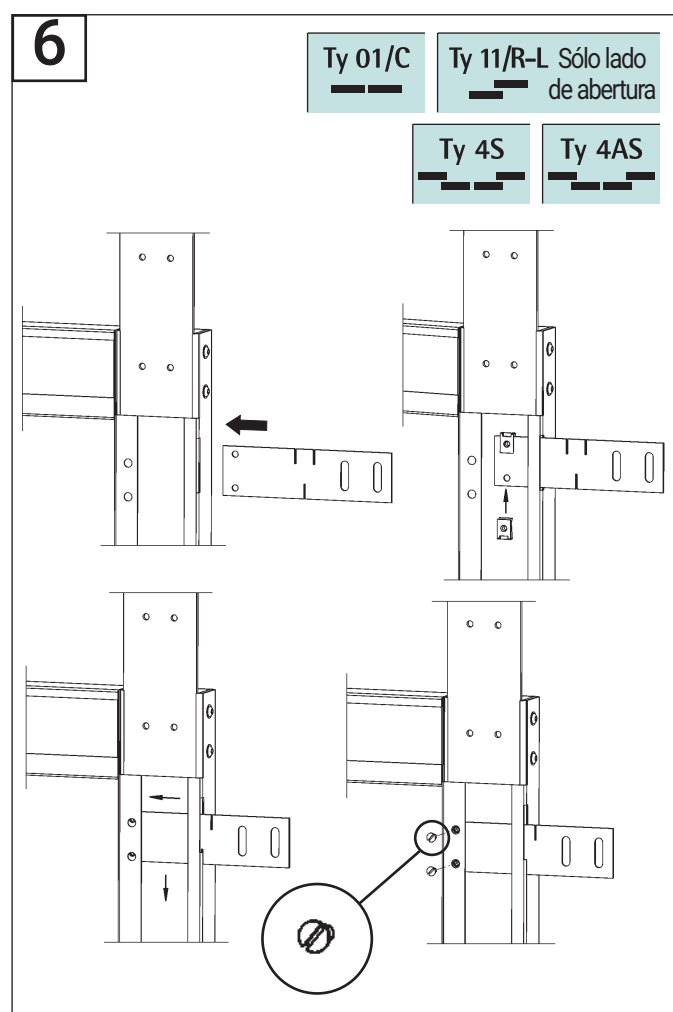 6
Ty 01/C
Ty 11/R-L Sólo lado
de abertura
Ty 4S
Ty 4AS